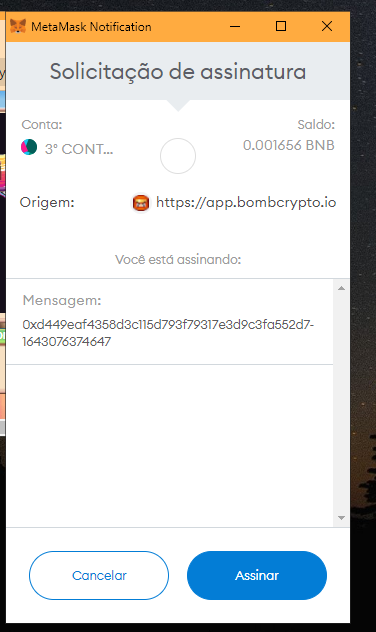 MetaMask Notification
Solicitação de assinatura
Conta:
Saldo:
3° CONT...
0.001656 BNB
Origem:
https://app.bombcrypto.io
Você está assinando:
Mensagem:
0xd449eaf4358d3c115d793f79317e3d9c3fa552d7-
1643076374647
Cancelar
Assinar